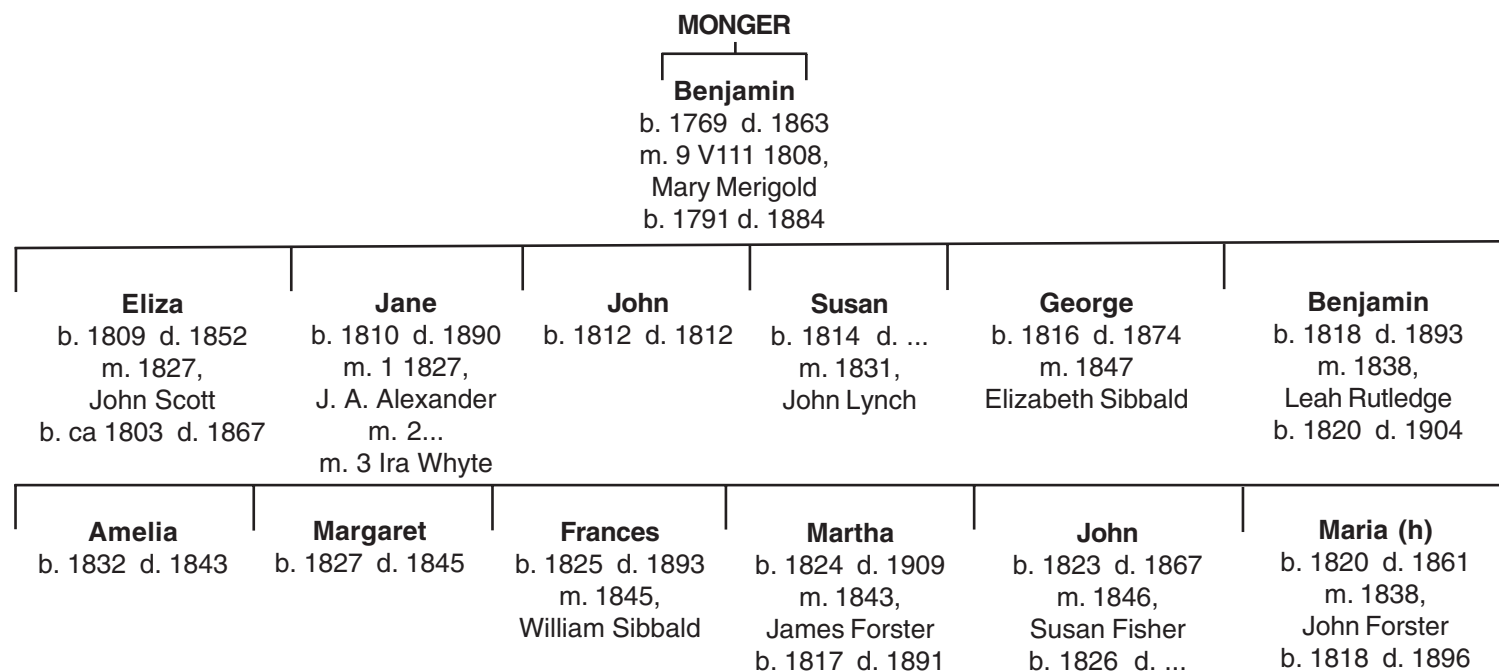 MONGER
Benjamin
b. 1769 d. 1863
m. 9 V111 1808,
Mary Merigold
b. 1791 d. 1884
Eliza
b. 1809 d. 1852
m. 1827,
John Scott
b. ca 1803 d. 1867
Jane
b. 1810 d. 1890
m. 1 1827,
J. A. Alexander
m. 2...
m. 3 Ira Whyte
John
b. 1812 d. 1812
Susan
b. 1814 d. ...
m. 1831,
John Lynch
George
b. 1816 d. 1874
m. 1847
Elizabeth Sibbald
Benjamin
b. 1818 d. 1893
m. 1838,
Leah Rutledge
b. 1820 d. 1904
Amelia
b. 1832 d. 1843
Margaret
b. 1827 d. 1845
Frances
b. 1825 d. 1893
m. 1845,
William Sibbald
Martha
b. 1824 d. 1909
m. 1843,
James Forster
b. 1817 d. 1891
John
b. 1823 d. 1867
m. 1846,
Susan Fisher
b. 1826 d. ...
Maria (h)
b. 1820 d. 1861
m. 1838,
John Forster
b. 1818 d. 1896